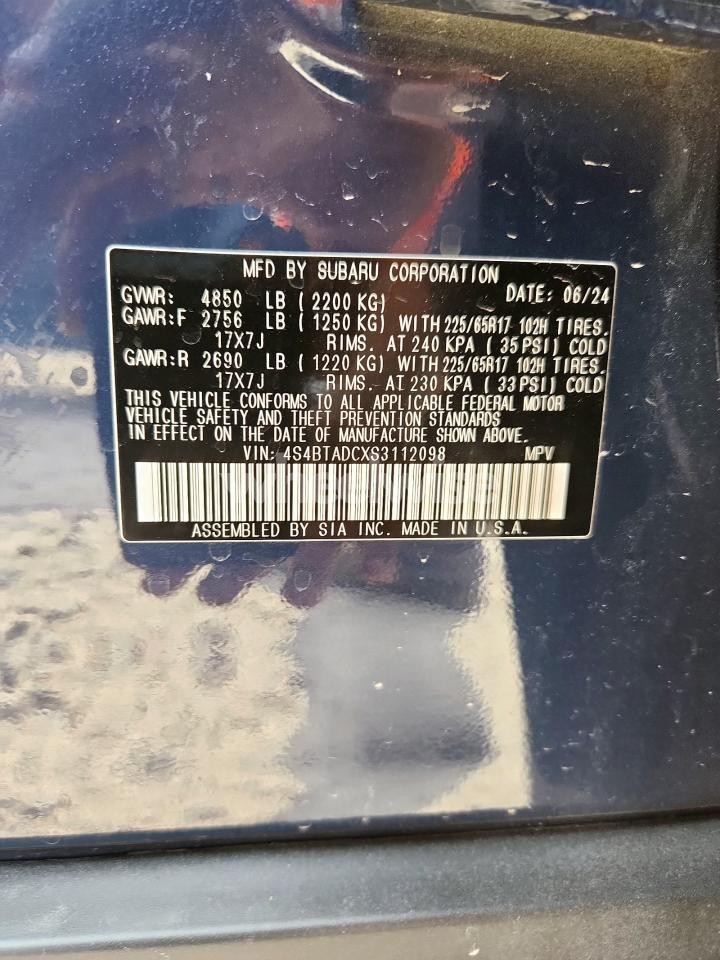 MFD BY SUBARU CORPORATION
GVWR: 4850 LB (2200 KG) DATE: 06/24
GAWR:F 2756 LB (1250 KG) WITH 225/65R17 102H TIRES.
17X7J RIMS. AT 240 KPA (35 PSI) COLD
GAWR:R 2690 LB (1220 KG) WITH 225/65R17 102H TIRES.
17X7J RIMS. AT 230 KPA (33 PSI) COLD
THIS VEHICLE CONFORMS TO ALL APPLICABLE FEDERAL MOTOR
VEHICLE SAFETY AND THEFT PREVENTION STANDARDS
IN EFFECT ON THE DATE OF MANUFACTURE SHOWN ABOVE.
VIN: 4S4BTADCXS3112098 MPV
ASSEMBLED BY SIA INC. MADE IN U.S.A.